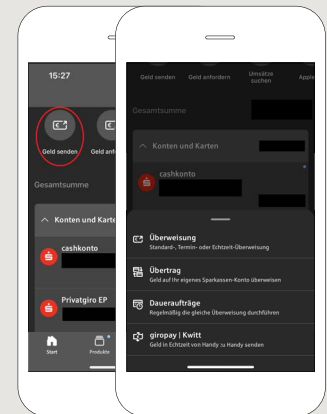 15:27
Geld senden
Geld anf
Gesamtsumme
Konten und Karte
cashkonto
Privatgiro EP
Start
Produkte
Geld senden
Geld anfordern
Umsätze suchen
Apple
Gesamtsumme
Konten und Karten
cashkonto
Überweisung
Standard-, Termin- oder Echtzeit-Überweisung
Übertrag
Geld auf Ihr eigenes Sparkassen-Konto überweisen
Daueraufträge
Regelmäßig die gleiche Überweisung durchführen
giropay | Kwitt
Geld in Echtzeit von Handy zu Handy senden